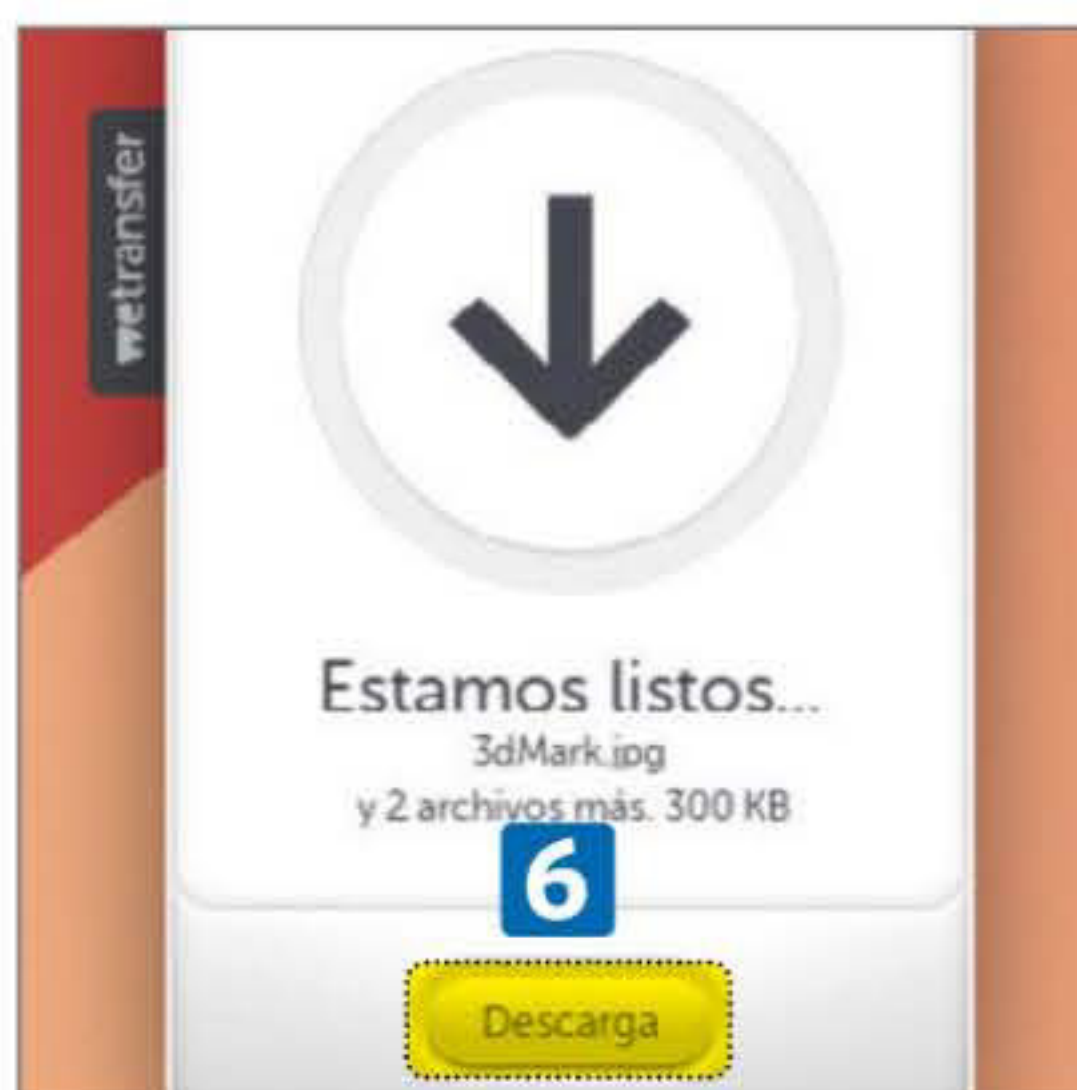 wetransfer
Estamos listos...
3dMark.jpg
y 2 archivos más. 300 KB
6
Descarga